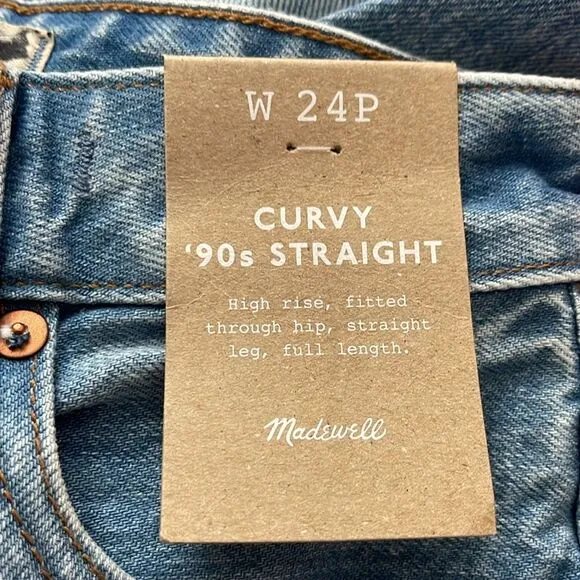 W 24P
CURVY
‘90s STRAIGHT
High rise, fitted
through hip, straight
leg, full length.
Madewell